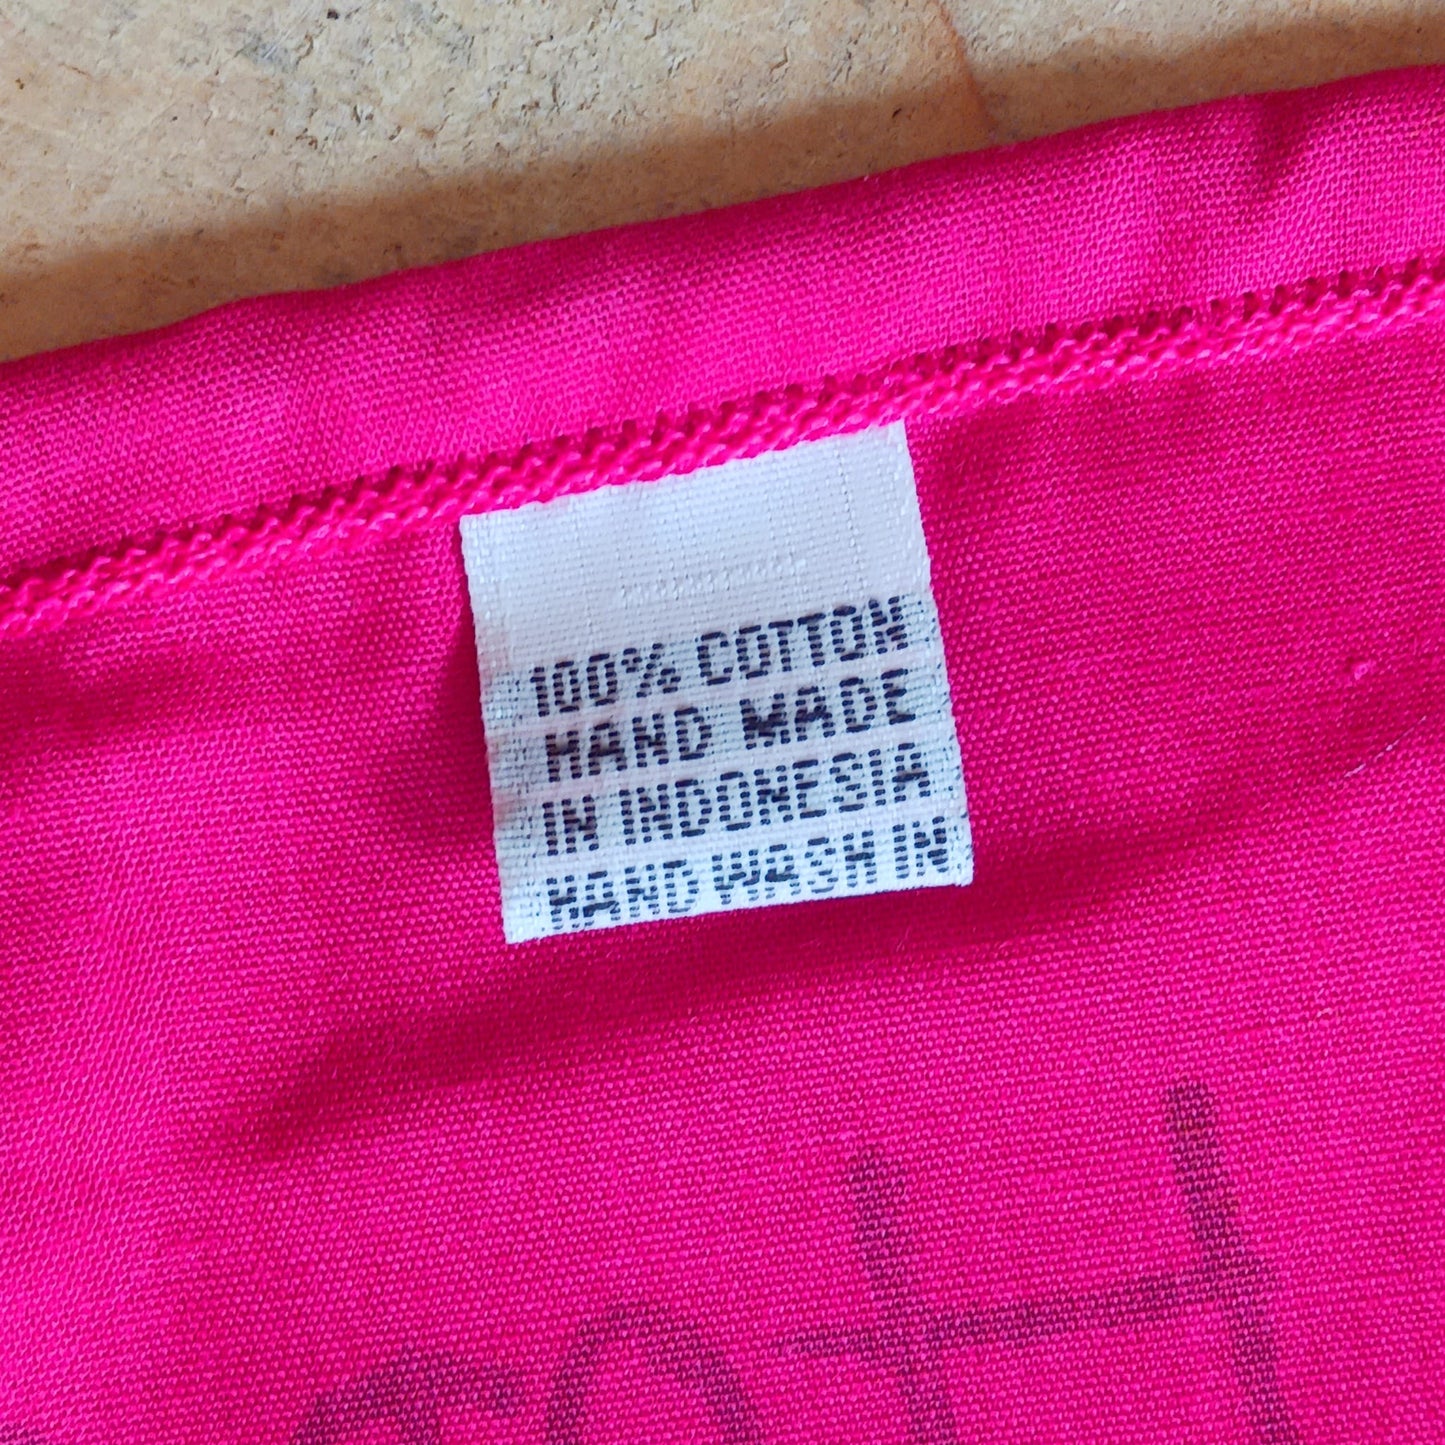 100% COTTON
HAND MADE
IN INDONESIA
HAND WASH IN